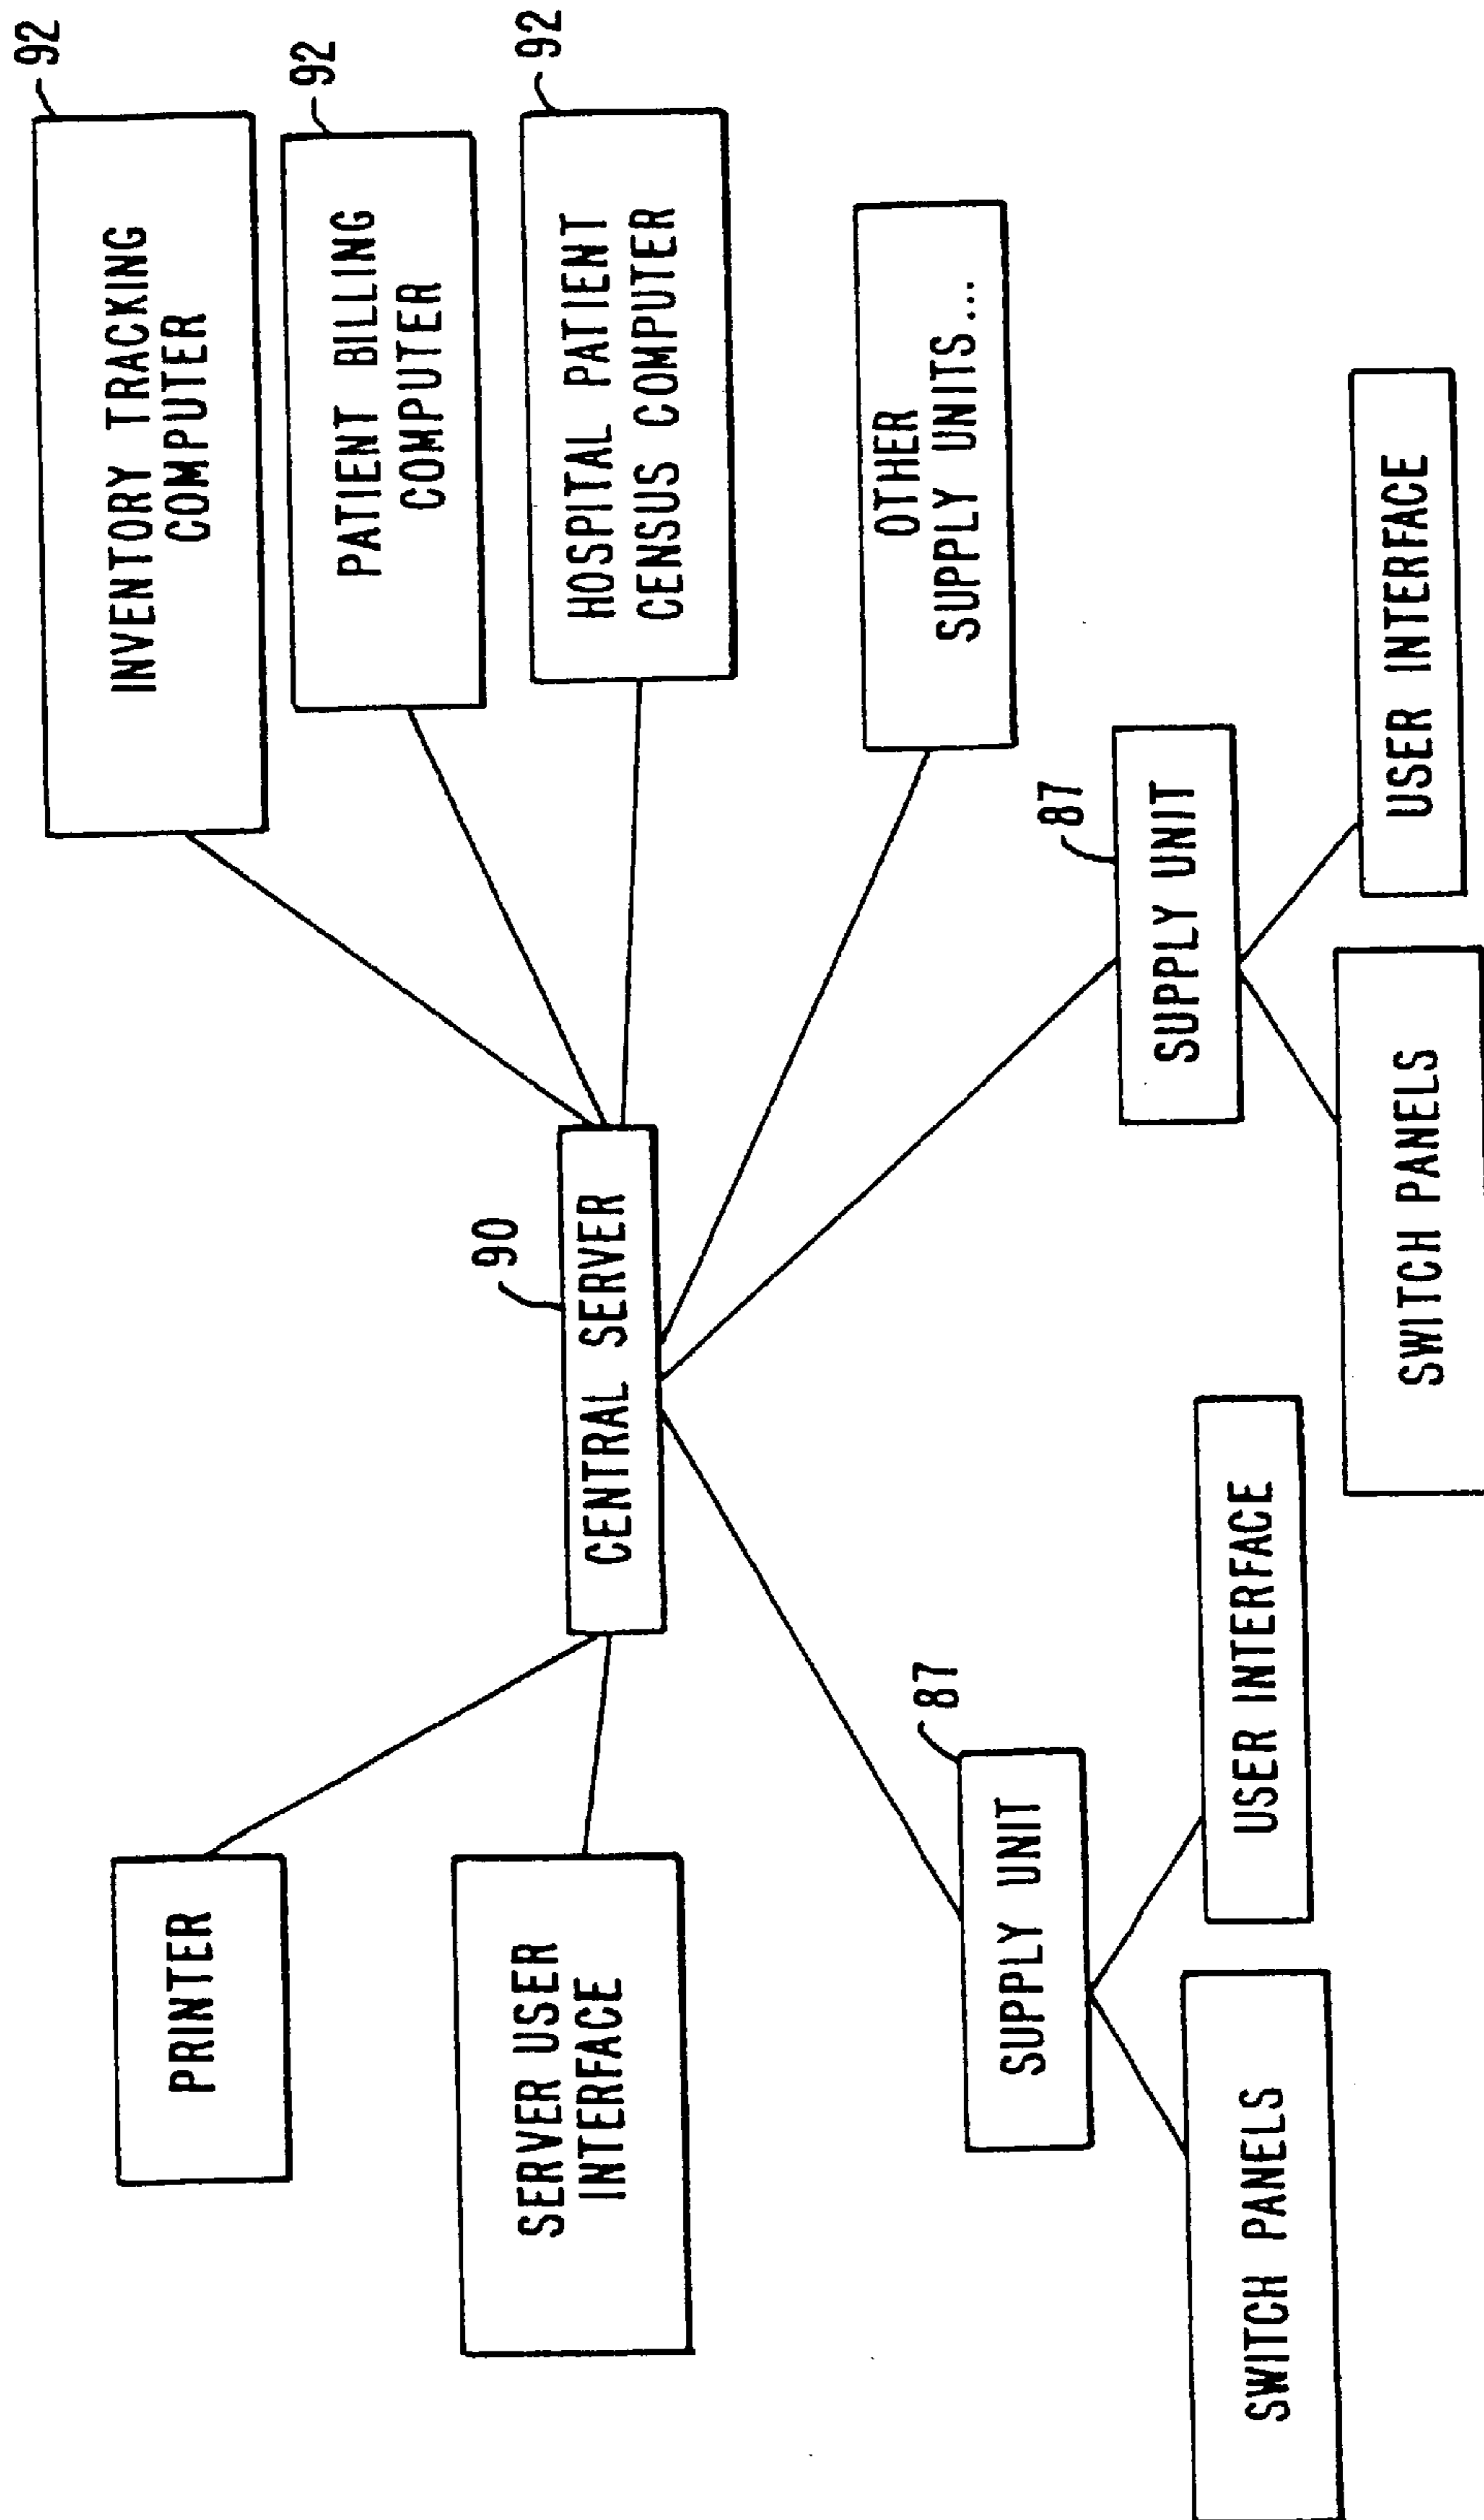 92
INVENTORY TRACKING
COMPUTER
92
PATIENT BILLING
COMPUTER
92
HOSPITAL PATIENT
CENSUS COMPUTER
PRINTER
SERVER USER
INTERFACE
90
CENTRAL SERVER
OTHER
SUPPLY UNITS...
87
SUPPLY UNIT
87
SUPPLY UNIT
SWITCH PANELS
USER INTERFACE
SWITCH PANELS
USER INTERFACE